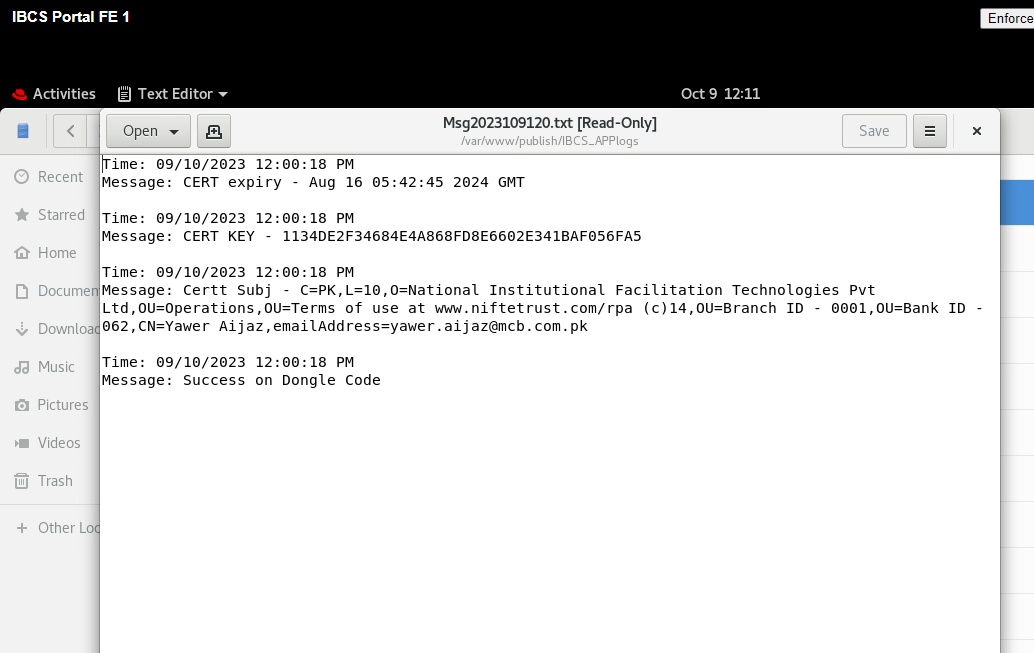 IBCS Portal FE 1
Enforce
Activities
Text Editor
Oct 9 12:11
Open
Msg2023109120.txt [Read-Only]
/var/www/publish/IBCS_APPlogs
Save
Recent
Starred
Home
Documen
Downloac
Music
Pictures
Videos
Trash
Other Loc
Time: 09/10/2023 12:00:18 PM
Message: CERT expiry - Aug 16 05:42:45 2024 GMT
Time: 09/10/2023 12:00:18 PM
Message: CERT KEY - 1134DE2F34684E4A868FD8E6602E341BAF056FA5
Time: 09/10/2023 12:00:18 PM
Message: Certt Subj - C=PK,L=10,O=National Institutional Facilitation Technologies Pvt
Ltd,OU=Operations,OU=Terms of use at www.niftetrust.com/rpa (c)14,OU=Branch ID - 0001,OU=Bank ID -
062,CN=Yawer Aijaz,emailAddress=yawer.aijaz@mcb.com.pk
Time: 09/10/2023 12:00:18 PM
Message: Success on Dongle Code